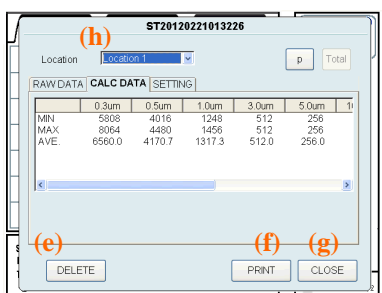 ST20120221013226
(h)
Location Location 1 p Total
RAW DATA CALC DATA SETTING
0.3um 0.5um 1.0um 3.0um 5.0um
MIN 5808 4016 1248 512 256
MAX 8064 4480 1456 512 256
AVE. 6560.0 4170.7 1317.3 512.0 256.0
(e) (f) (g)
DELETE PRINT CLOSE